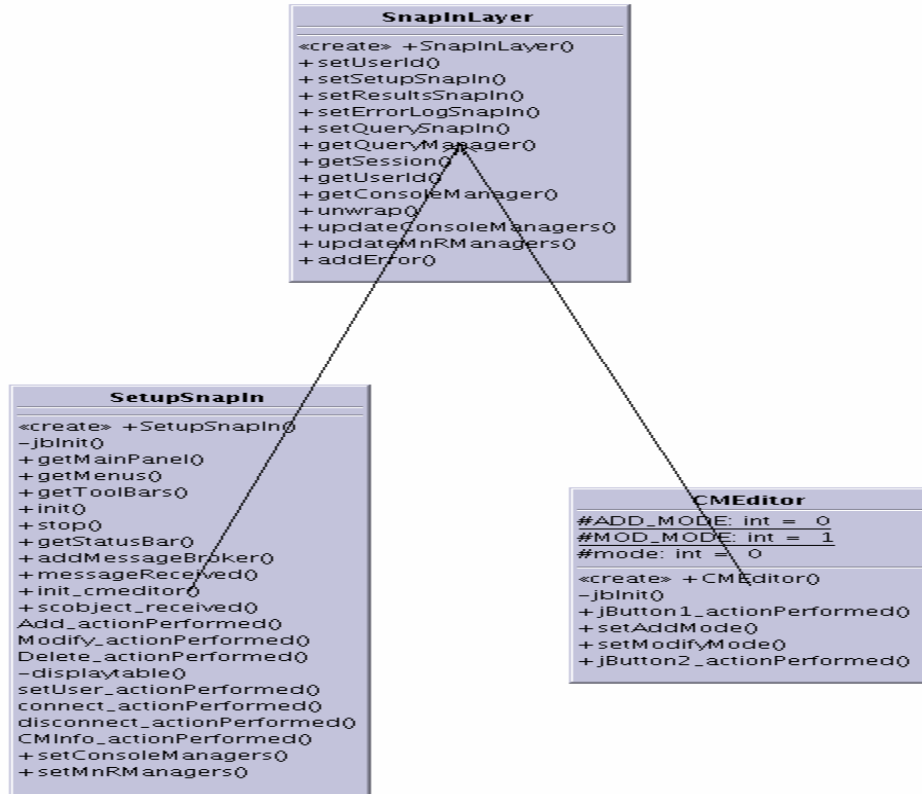 SnapInLayer
«create» +SnapInLayer()
+setUserId()
+setSetupSnapIn()
+setResultsSnapIn()
+setErrorLogSnapIn()
+setQuerySnapIn()
+getQueryManager()
+getSession()
+getUserId()
+getConsoleManager()
+unwrap()
+updateConsoleManagers()
+updateMnRManagers()
+addError()
SetupSnapIn
«create» +SetupSnapIn()
-jbInit()
+getMainPanel()
+getMenus()
+getToolBars()
+init()
+stop()
+getStatusBar()
+addMessageBroker()
+messageReceived()
+init_cmeditor()
+scobject_received()
Add_actionPerformed()
Modify_actionPerformed()
Delete_actionPerformed()
-displaytable()
setUser_actionPerformed()
connect_actionPerformed()
disconnect_actionPerformed()
CMInfo_actionPerformed()
+setConsoleManagers()
+setMnRManagers()
CMEditor
#ADD_MODE: int = 0
#MOD_MODE: int = 1
#mode: int = 0
«create» +CMEditor()
-jbInit()
+jButton1_actionPerformed()
+setAddMode()
+setModifyMode()
+jButton2_actionPerformed()